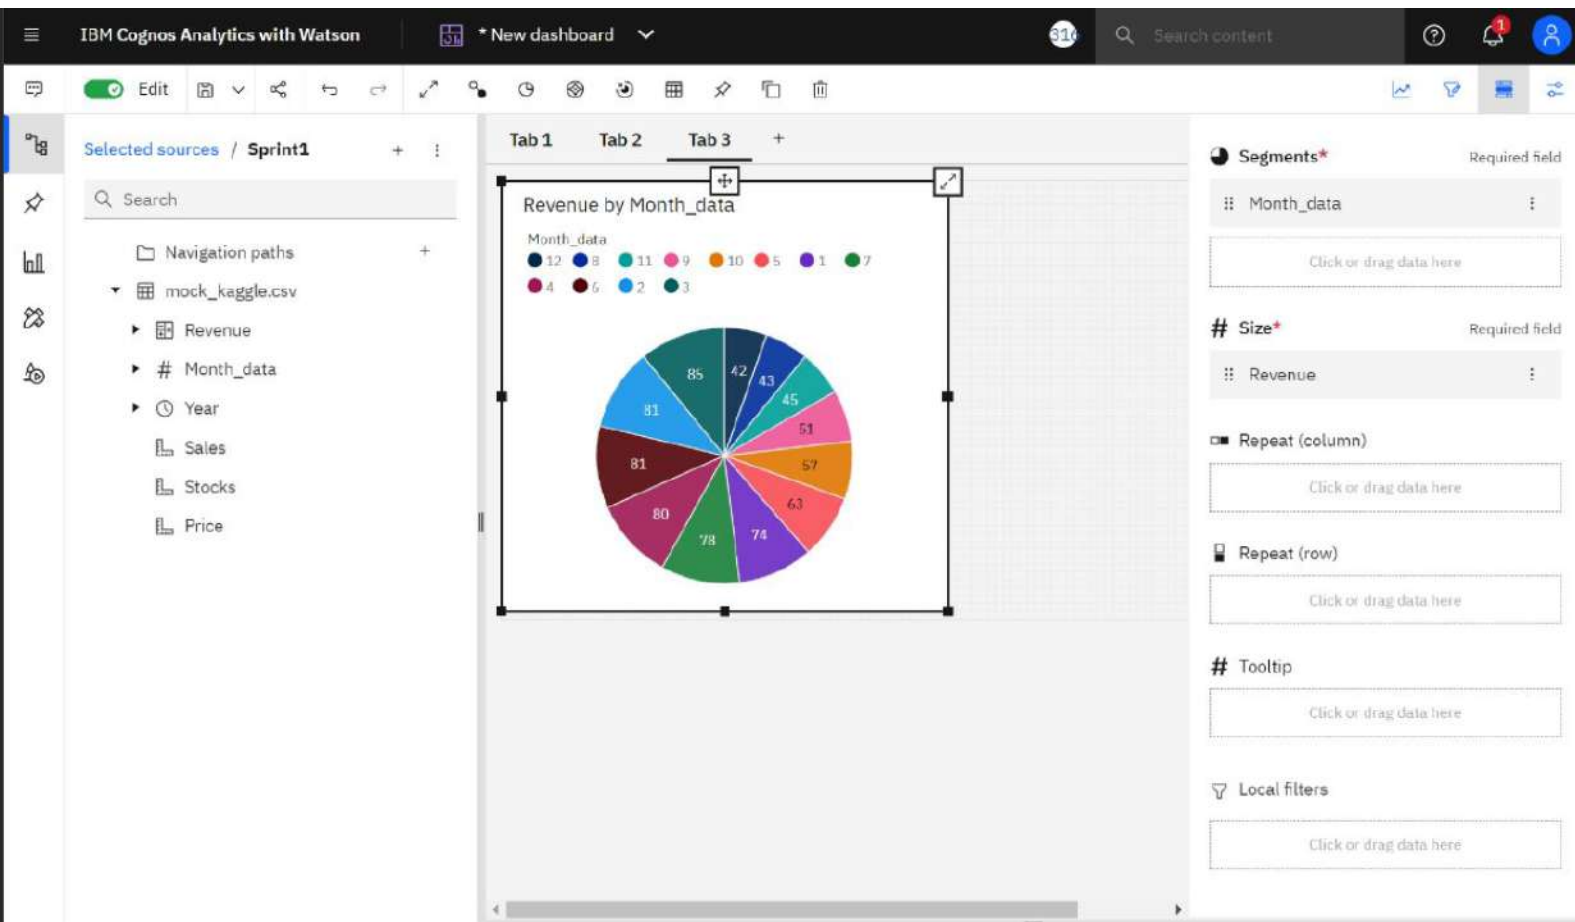 IBM Cognos Analytics with Watson
* New dashboard
Search content
1
Edit
Selected sources / Sprint1
Search
Navigation paths
mock_kaggle.csv
Revenue
Month_data
Year
Sales
Stocks
Price
Tab 1 Tab 2 Tab 3
Revenue by Month_data
Month_data
12 8 11 9 10 5 1 7
4 6 2 3
85 42 43
45
81
51
81 57
63
80
78 74
Segments* Required field
Month_data
Click or drag data here
# Size* Required field
Revenue
Repeat (column)
Click or drag data here
Repeat (row)
Click or drag data here
# Tooltip
Click or drag data here
Local filters
Click or drag data here